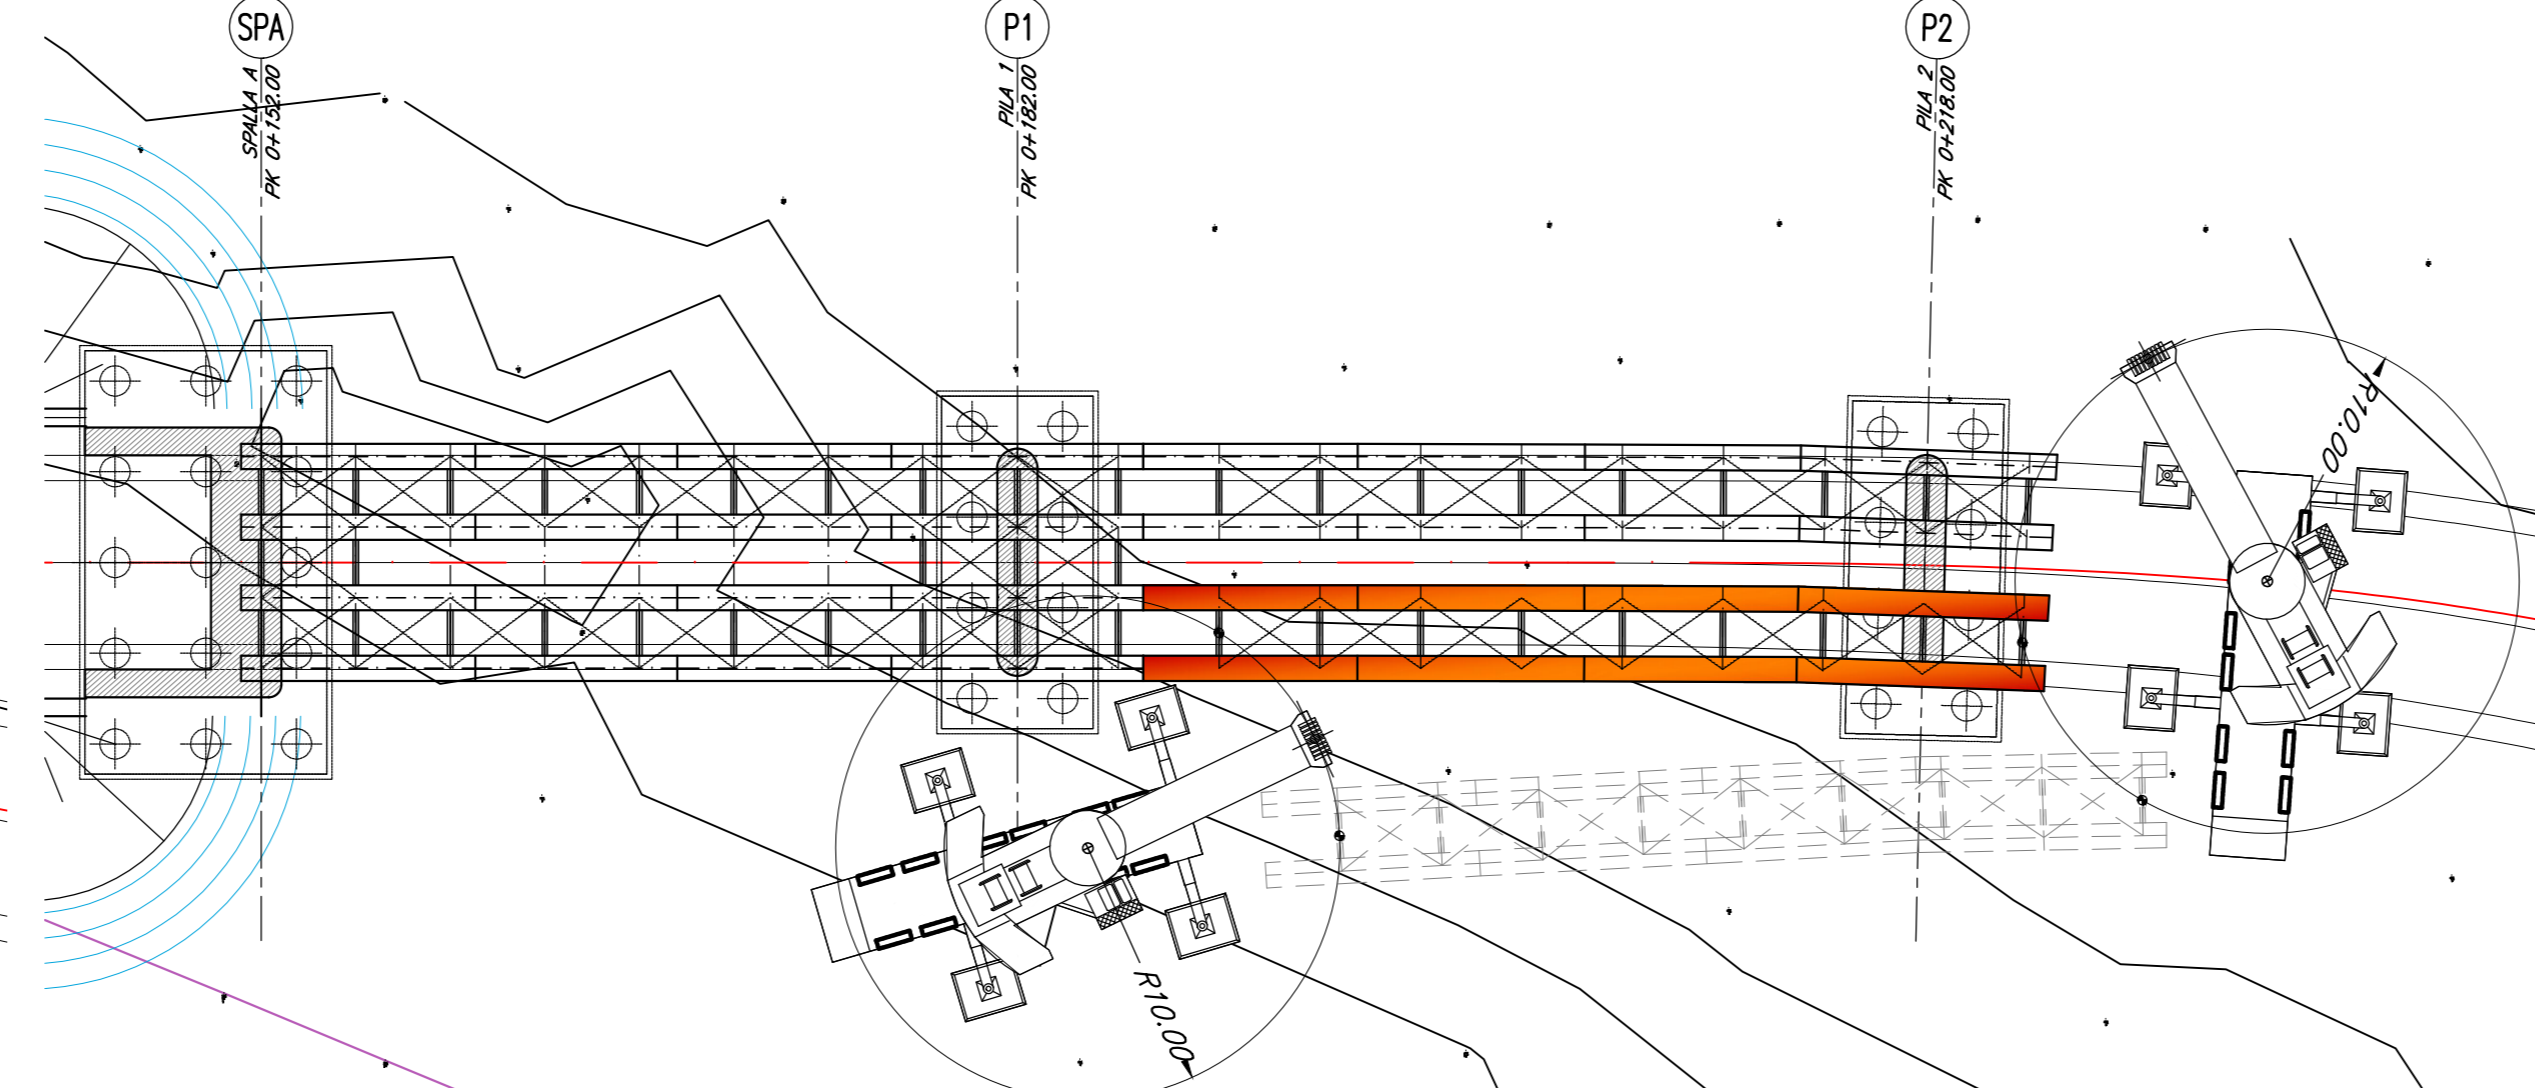 SPA
SPALLA A
PK 0+152.00
P1
PILA 1
PK 0+182.00
P2
PILA 2
PK 0+218.00
R10.00
R10.00